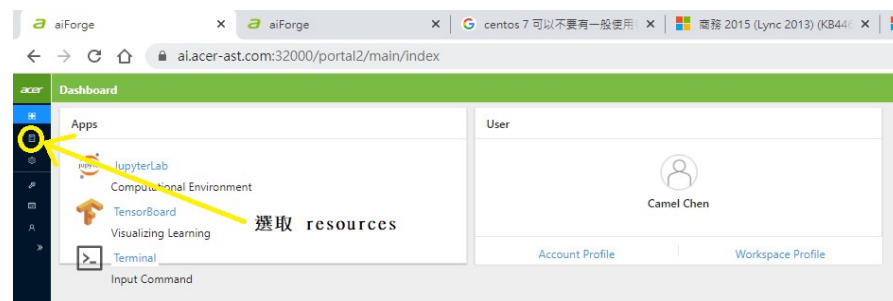 aiForge
aiForge
centos 7 可以不要有一般使用
商務 2015 (Lync 2013) (KB446
ai.acer-ast.com:32000/portal2/main/index
acer
Dashboard
Apps
User
JupyterLab
Computational Environment
TensorBoard
Visualizing Learning
Terminal
Input Command
選取 resources
Camel Chen
Account Profile
Workspace Profile